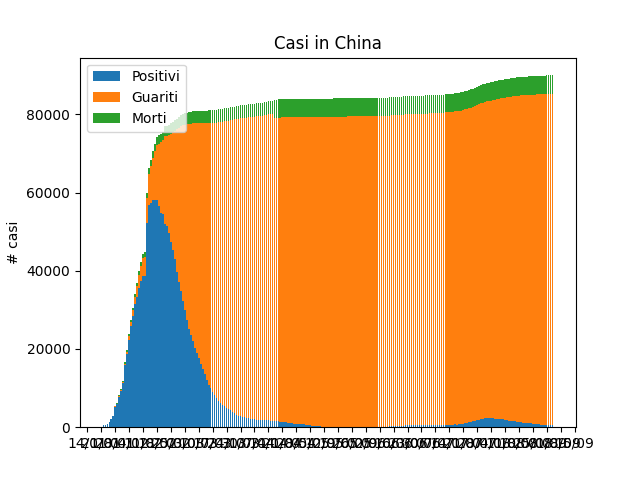 Casi in China
Positivi
Guariti
Morti
# casi
80000
60000
40000
20000
0